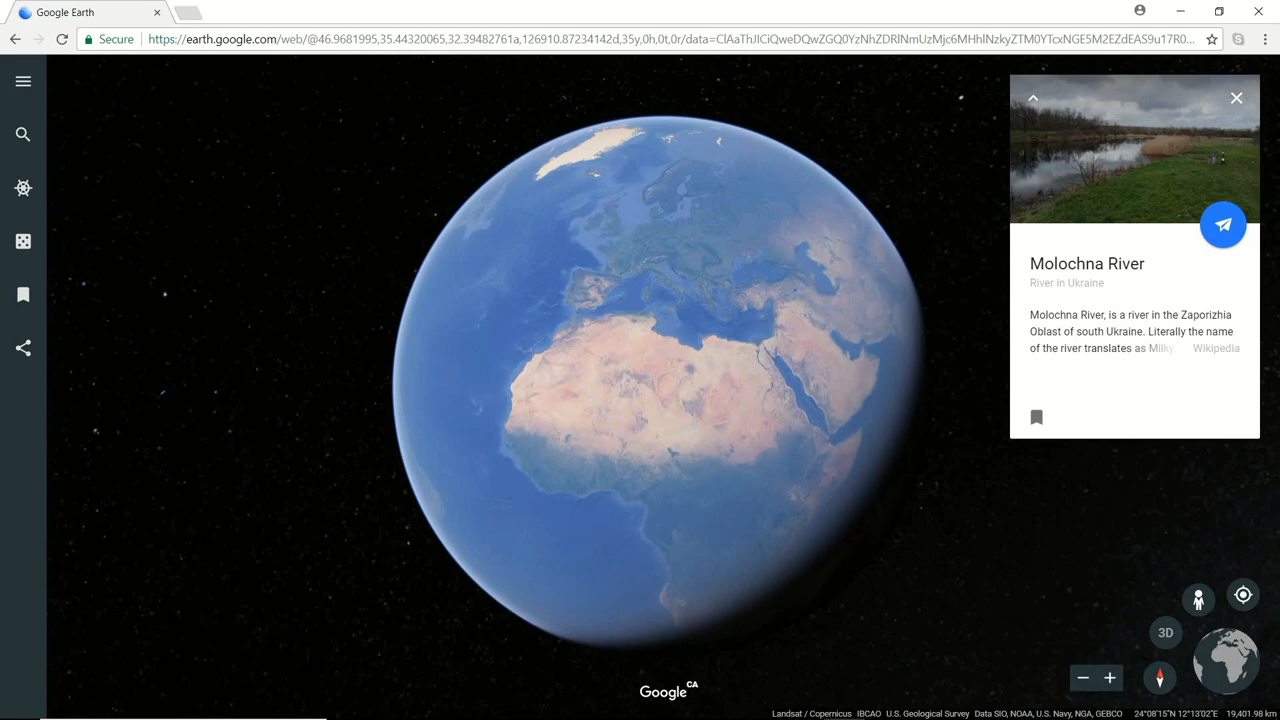 Google Earth
Secure
https://earth.google.com/web/@46.9681995,35.44320065,32.39482761a,126910.87234142d,35y,0h,0t,0r/data=
Molochna River
River in Ukraine
Molochna River, is a river in the Zaporizhia
Oblast of south Ukraine. Literally the name
of the river translates as Milky
Wikipedia
3D
Google CA
Landsat / Copernicus IBCAO U.S. Geological Survey Data SIO, NOAA, U.S. Navy, NGA, GEBCO 24°08'15"N 12°13'02"E 19,401.98 km